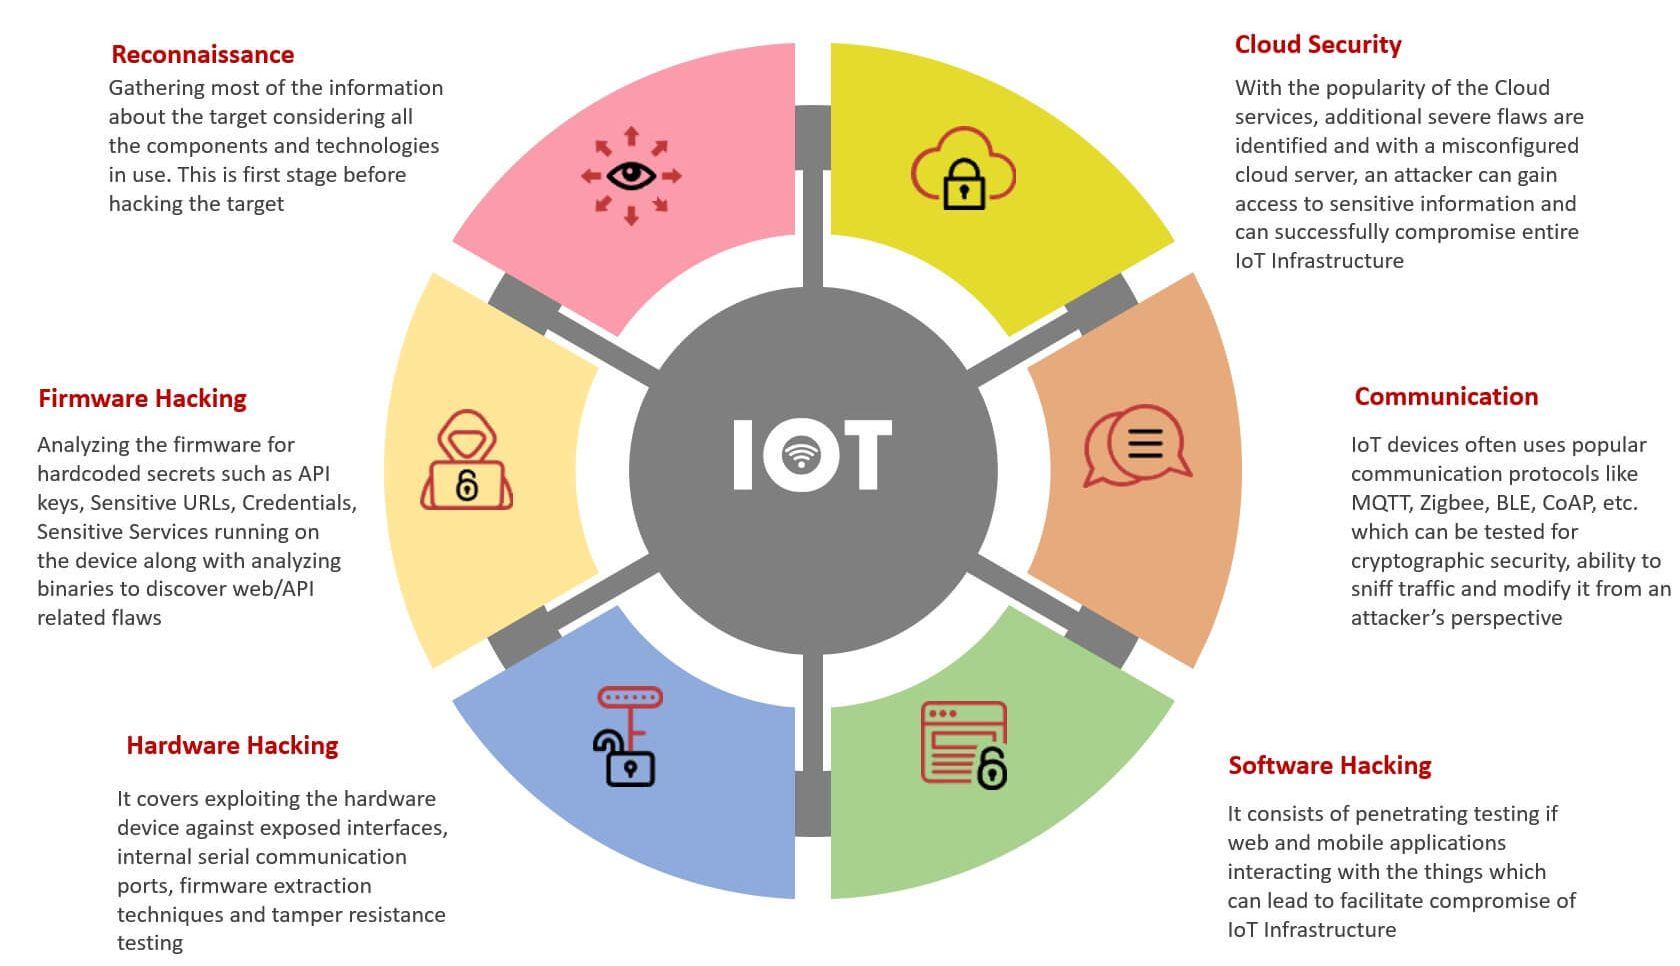 Reconnaissance
Gathering most of the information
about the target considering all
the components and technologies
in use. This is first stage before
hacking the target
Cloud Security
With the popularity of the Cloud
services, additional severe flaws are
identified and with a misconfigured
cloud server, an attacker can gain
access to sensitive information and
can successfully compromise entire
IoT Infrastructure
Firmware Hacking
Analyzing the firmware for
hardcoded secrets such as API
keys, Sensitive URLs, Credentials,
Sensitive Services running on
the device along with analyzing
binaries to discover web/API
related flaws
IOT
Communication
IoT devices often uses popular
communication protocols like
MQTT, Zigbee, BLE, CoAP, etc.
which can be tested for
cryptographic security, ability to
sniff traffic and modify it from an
attacker’s perspective
Hardware Hacking
It covers exploiting the hardware
device against exposed interfaces,
internal serial communication
ports, firmware extraction
techniques and tamper resistance
testing
Software Hacking
It consists of penetrating testing if
web and mobile applications
interacting with the things which
can lead to facilitate compromise of
IoT Infrastructure